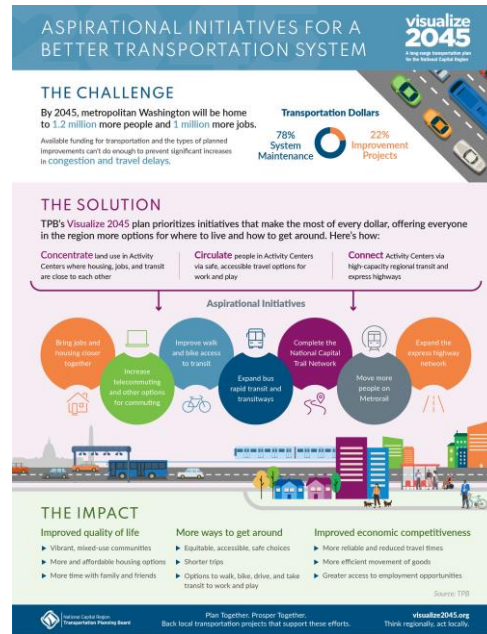 ASPIRATIONAL INITIATIVES FOR A
BETTER TRANSPORTATION SYSTEM
visualize
2045
A long-range transportation plan
for the National Capital Region
THE CHALLENGE
By 2045, metropolitan Washington will be home
to 1.2 million more people and 1 million more jobs.
Available funding for transportation and the types of planned
improvements can't do enough to prevent significant increases
in congestion and travel delays.
Transportation Dollars
78%
System
Maintenance
22%
Improvement
Projects
THE SOLUTION
TPB's Visualize 2045 plan prioritizes initiatives that make the most of every dollar, offering everyone
in the region more options for where to live and how to get around. Here's how:
Concentrate land use in Activity
Centers where housing, jobs, and transit
are close to each other
Circulate people in Activity Centers
via safe, accessible travel options for
work and play
Connect Activity Centers via
high-capacity regional transit and
express highways
Aspirational Initiatives
Bring jobs and
housing closer
together
Increase
telecommuting
and other options
for commuting
Improve walk
and bike access
to transit
Expand bus
rapid transit and
transitways
Complete the
National Capital
Trail Network
Move more
people on
Metrorail
Expand the
express highway
network
THE IMPACT
Improved quality of life
Vibrant, mixed-use communities
More and affordable housing options
More time with family and friends
More ways to get around
Equitable, accessible, safe choices
Shorter trips
Options to walk, bike, drive, and take
transit to work and play
Improved economic competitiveness
More reliable and reduced travel times
More efficient movement of goods
Greater access to employment opportunities
Source: TPB
National Capital Region
Transportation Planning Board
Plan Together. Prosper Together.
Back local transportation projects that support these efforts.
visualize2045.org
Think regionally, act locally.